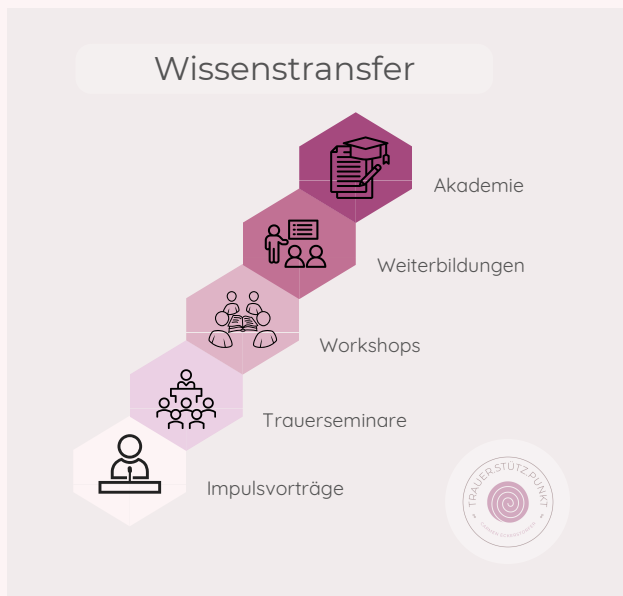 Wissenstransfer
Akademie
Weiterbildungen
Workshops
Trauerseminare
Impulsvorträge
TRAUER.STÜTZ.PUNKT